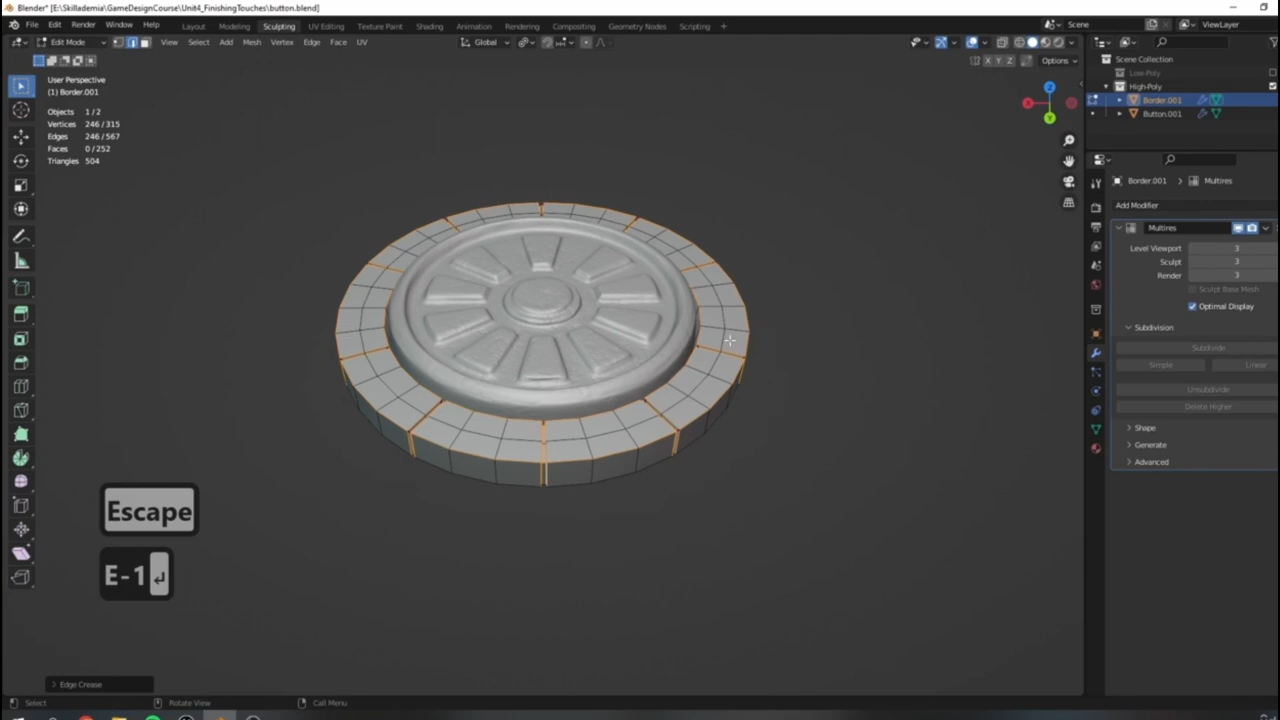 Blender* [E:\Skillademia\GameDesignCourse\Unit4_FinishingTouches\button.blend]
File Edit Render Window Help Layout Modeling Sculpting UV Editing Texture Paint Shading Animation Rendering Compositing Geometry Nodes Scripting + Scene ViewLayer
Edit Mode View Select Add Mesh Vertex Edge Face UV Global
X Y Z Options
User Perspective
(1) Border.001
Objects 1/2
Vertices 246/315
Edges 246/567
Faces 0/252
Triangles 504
Z
X
Y
Scene Collection
Low-Poly
High-Poly
Border.001
Button.001
Border.001 > Multires
Add Modifier
Multires
Level Viewport 3
Sculpt 3
Render 3
Sculpt Base Mesh
Optimal Display
Subdivision
Subdivide
Simple Linear
Unsubdivide
Delete Higher
Shape
Generate
Advanced
Escape
E-1
Edge Crease
Select Rotate View Call Menu